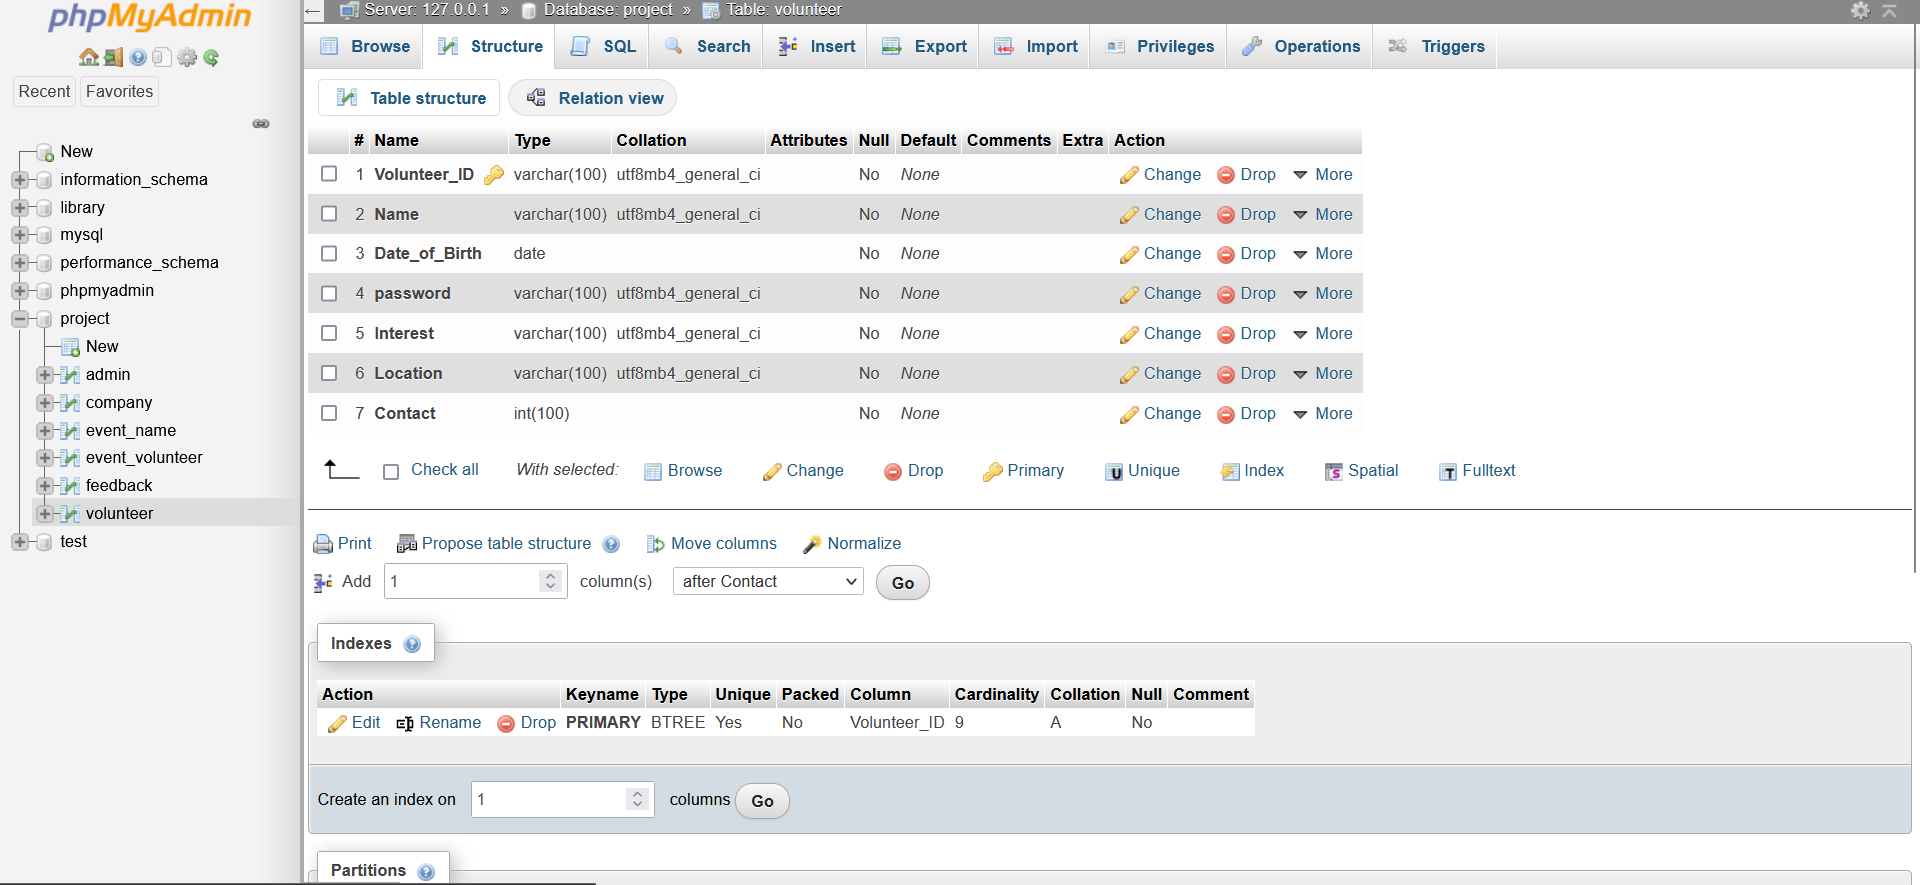 phpMyAdmin
Recent Favorites
New
information_schema
library
mysql
performance_schema
phpmyadmin
project
New
admin
company
event_name
event_volunteer
feedback
volunteer
test
Server: 127.0.0.1 » Database: project » Table: volunteer
Browse Structure SQL Search Insert Export Import Privileges Operations Triggers
Table structure Relation view
# Name Type Collation Attributes Null Default Comments Extra Action
1 Volunteer_ID varchar(100) utf8mb4_general_ci No None Change Drop More
2 Name varchar(100) utf8mb4_general_ci No None Change Drop More
3 Date_of_Birth date No None Change Drop More
4 password varchar(100) utf8mb4_general_ci No None Change Drop More
5 Interest varchar(100) utf8mb4_general_ci No None Change Drop More
6 Location varchar(100) utf8mb4_general_ci No None Change Drop More
7 Contact int(100) No None Change Drop More
Check all With selected: Browse Change Drop Primary Unique Index Spatial Fulltext
Print Propose table structure Move columns Normalize
Add 1 column(s) after Contact Go
Indexes
Action Keyname Type Unique Packed Column Cardinality Collation Null Comment
Edit Rename Drop PRIMARY BTREE Yes No Volunteer_ID 9 A No
Create an index on 1 columns Go
Partitions